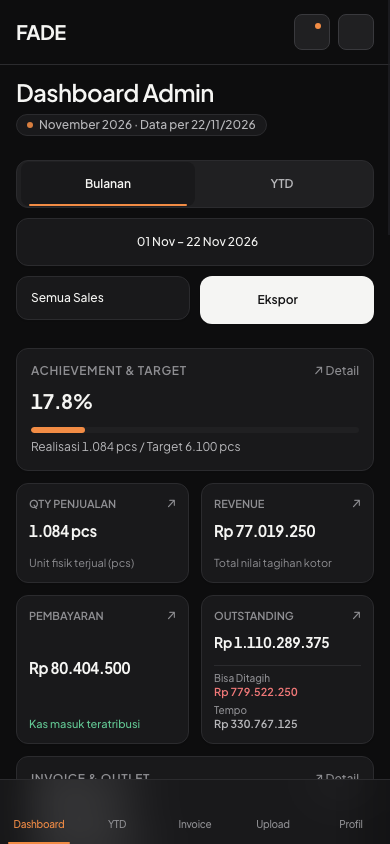 FADE
Dashboard Admin
November 2026 · Data per 22/11/2026
Bulanan
YTD
01 Nov – 22 Nov 2026
Semua Sales
Ekspor
ACHIEVEMENT & TARGET
↗ Detail
17.8%
Realisasi 1.084 pcs / Target 6.100 pcs
QTY PENJUALAN ↗
1.084 pcs
Unit fisik terjual (pcs)
REVENUE ↗
Rp 77.019.250
Total nilai tagihan kotor
PEMBAYARAN ↗
Rp 80.404.500
Kas masuk teratribusi
OUTSTANDING ↗
Rp 1.110.289.375
Bisa Ditagih
Rp 779.522.250
Tempo
Rp 330.767.125
INVOICE & OUTLET
↗ Detail
Dashboard
YTD
Invoice
Upload
Profil